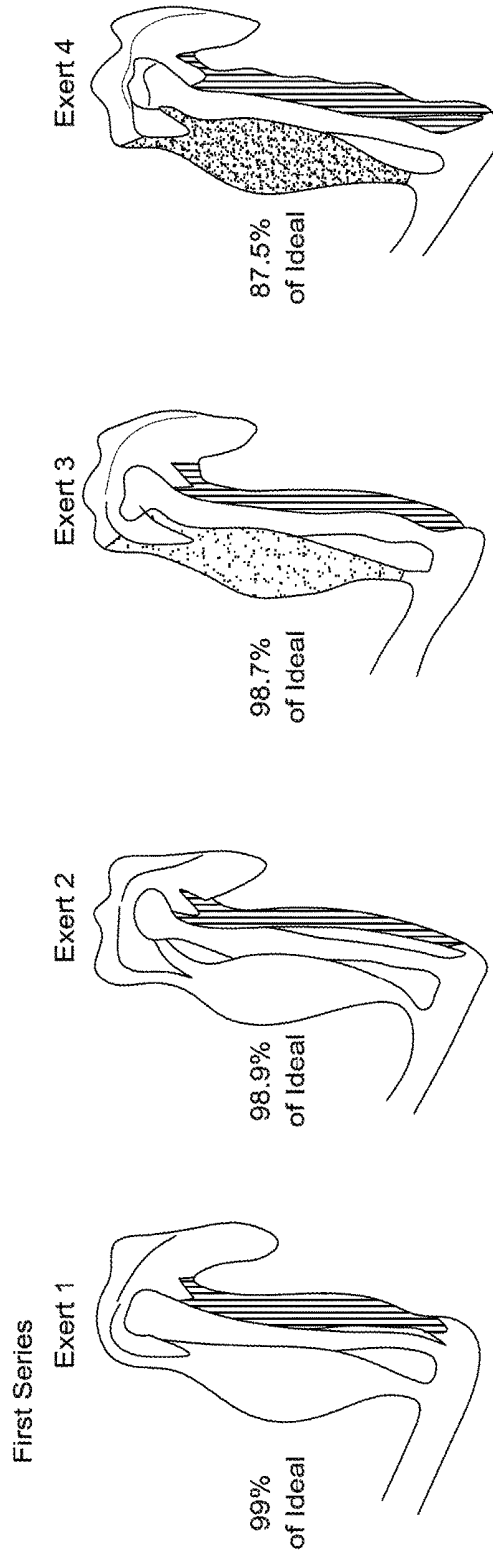 First Series
Exert 1
99%
of Ideal
Exert 2
98.9%
of Ideal
Exert 3
98.7%
of Ideal
Exert 4
87.5%
of Ideal